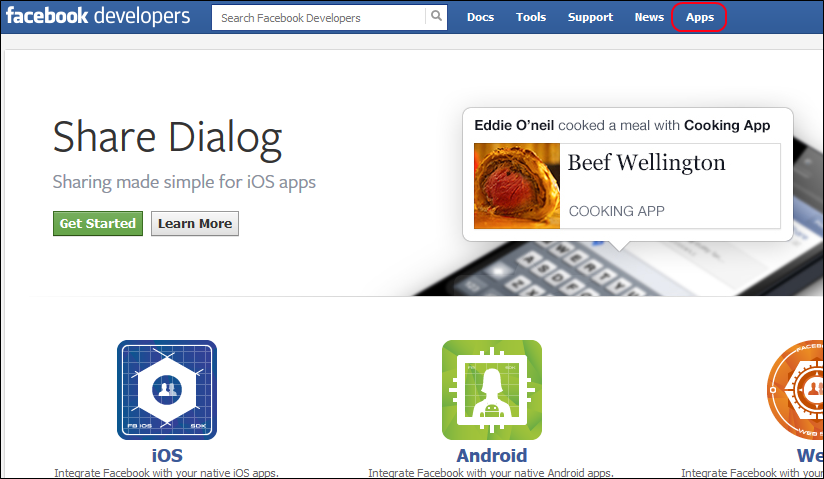 facebook developers
Search Facebook Developers
Docs Tools Support News Apps
Share Dialog
Sharing made simple for iOS apps
Get Started Learn More
Eddie O’neil cooked a meal with Cooking App
Beef Wellington
COOKING APP
FB IOS SDK
iOS
Android
We
Integrate Facebook with your native iOS apps.
Integrate Facebook with your native Android apps.
Integrate Facebook with your